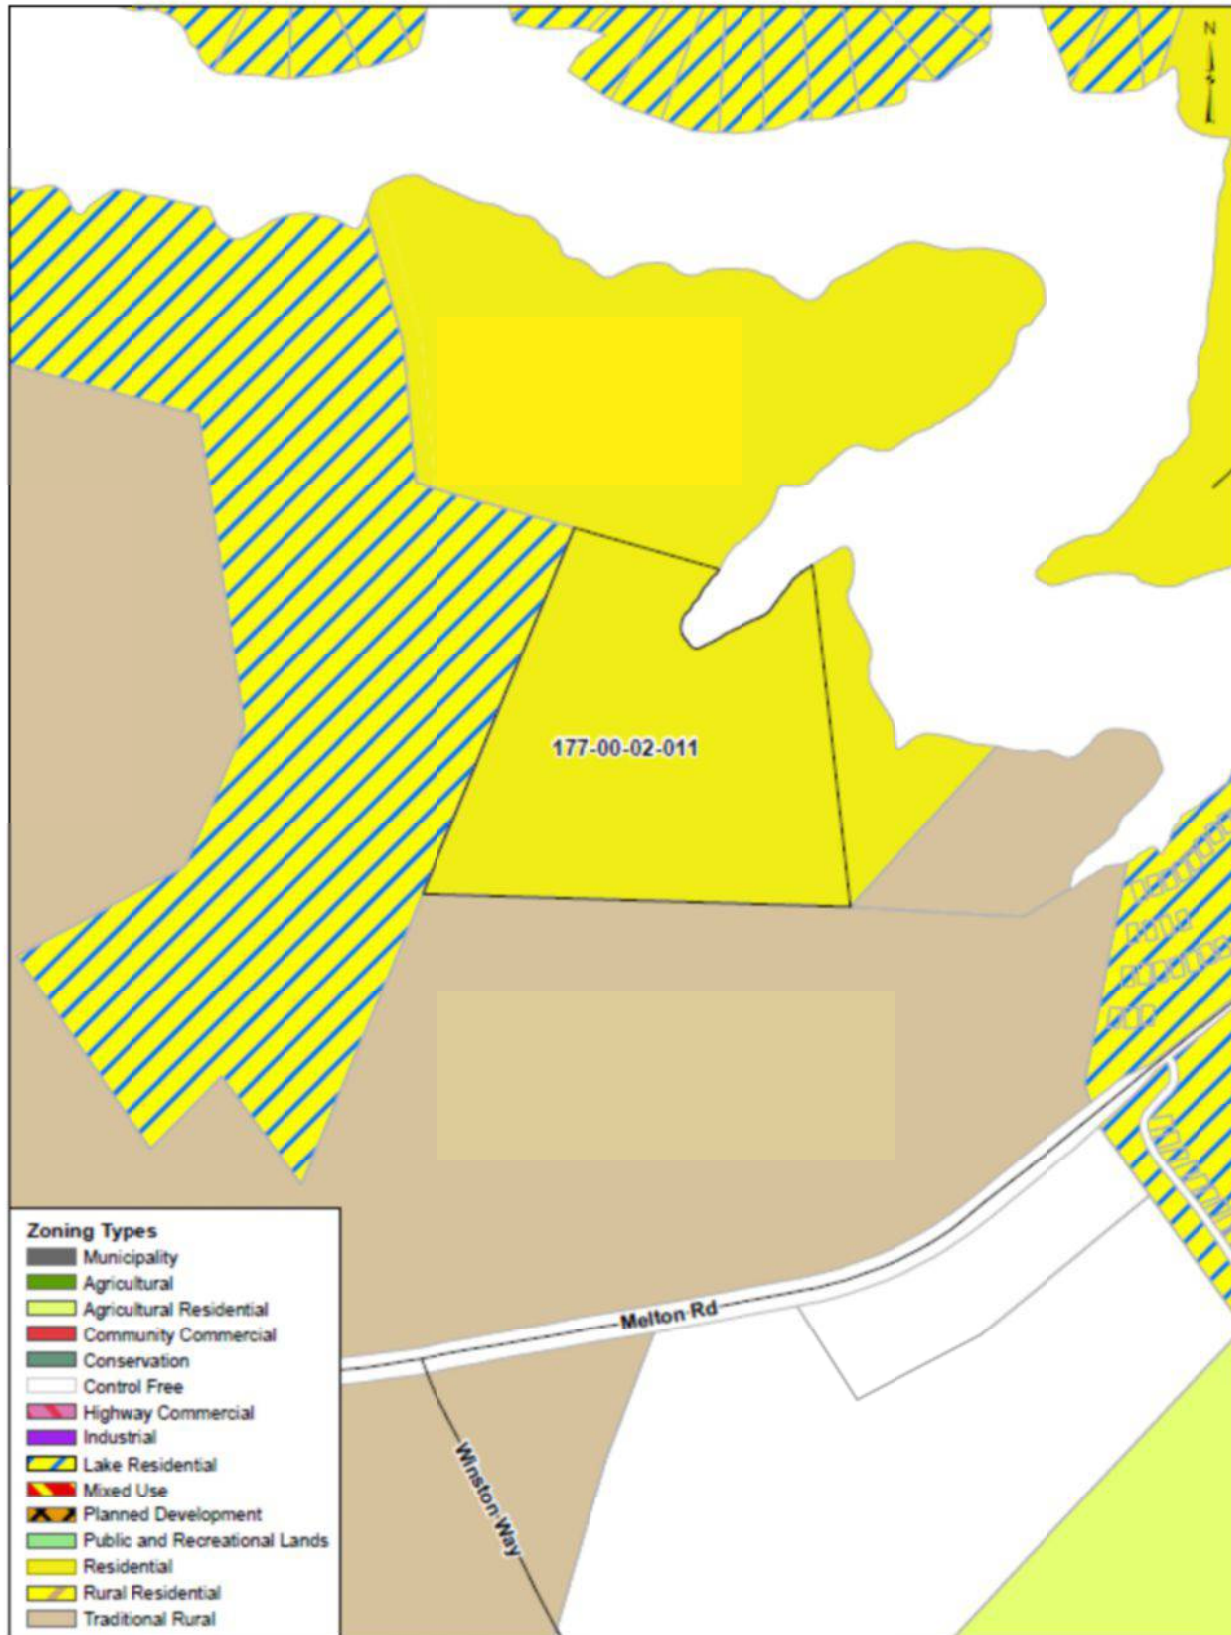 N
177-00-02-011
Melton Rd
Winston Way
Zoning Types
Municipality
Agricultural
Agricultural Residential
Community Commercial
Conservation
Control Free
Highway Commercial
Industrial
Lake Residential
Mixed Use
Planned Development
Public and Recreational Lands
Residential
Rural Residential
Traditional Rural